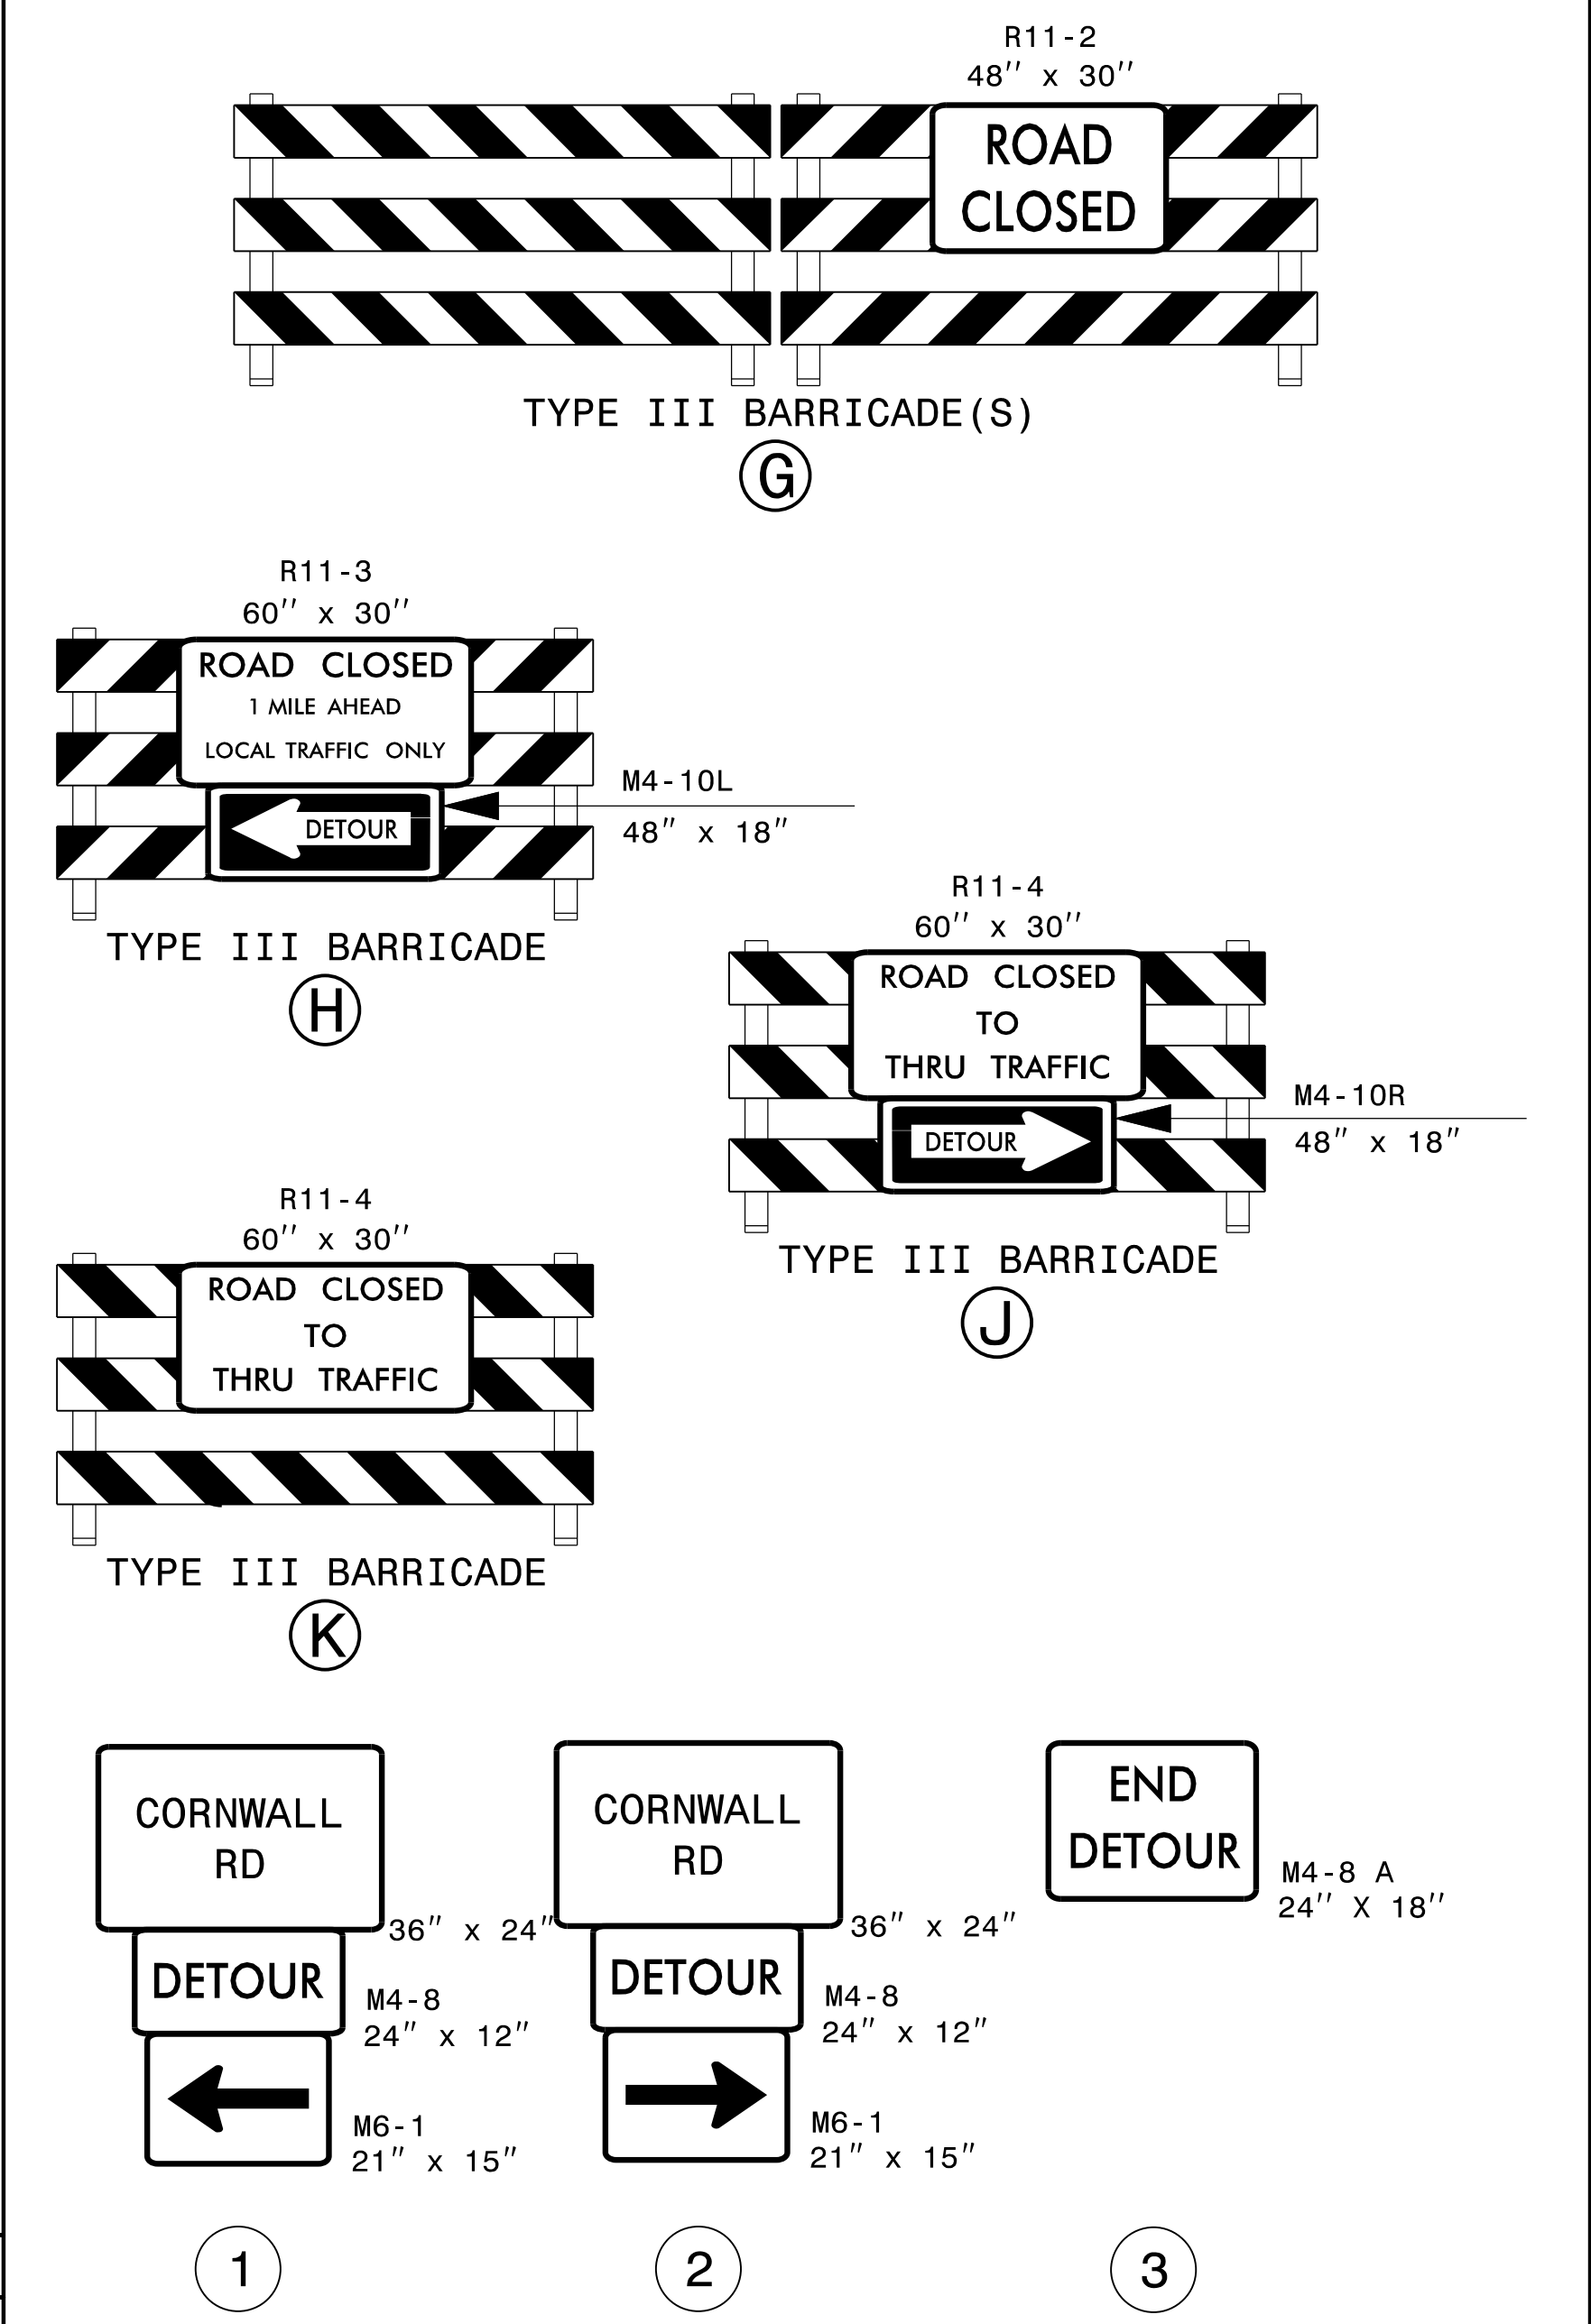 R11-2
48" x 30"
ROAD
CLOSED
TYPE III BARRICADE(S)
G
R11-3
60" x 30"
ROAD CLOSED
1 MILE AHEAD
LOCAL TRAFFIC ONLY
DETOUR
M4-10L
48" x 18"
TYPE III BARRICADE
H
R11-4
60" x 30"
ROAD CLOSED
TO
THRU TRAFFIC
DETOUR
M4-10R
48" x 18"
TYPE III BARRICADE
J
R11-4
60" x 30"
ROAD CLOSED
TO
THRU TRAFFIC
TYPE III BARRICADE
K
CORNWALL
RD
36" x 24"
DETOUR
M4-8
24" x 12"
M6-1
21" x 15"
1
CORNWALL
RD
36" x 24"
DETOUR
M4-8
24" x 12"
M6-1
21" x 15"
2
END
DETOUR
M4-8 A
24" X 18"
3